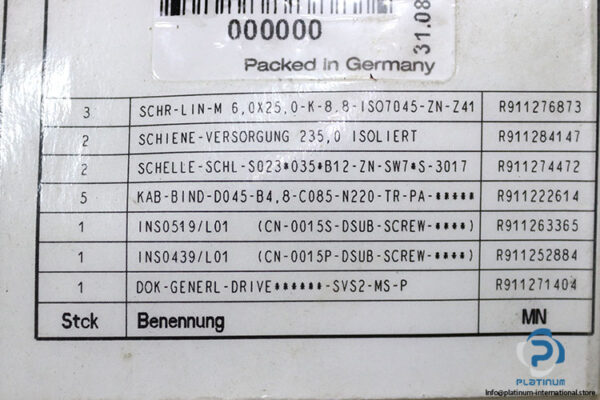 000000
31.08
Packed in Germany
3 SCHR-LIN-M 6,0X25,0-K-8,8-ISO7045-ZN-Z41 R911276873
2 SCHIENE-VERSORGUNG 235,0 ISOLIERT R911284147
2 SCHELLE-SCHL-S023*035*B12-ZN-SW7*S-3017 R911274472
5 KAB-BIND-D045-B4,8-C085-N220-TR-PA-***** R911222614
1 INS0519/L01 (CN-0015S-DSUB-SCREW-****) R911263365
1 INS0439/L01 (CN-0015P-DSUB-SCREW-****) R911252884
1 DOK-GENERL-DRIVE******-SVS2-MS-P R911271404
Stck Benennung MN
PLATINUM
info@platinum-international.store